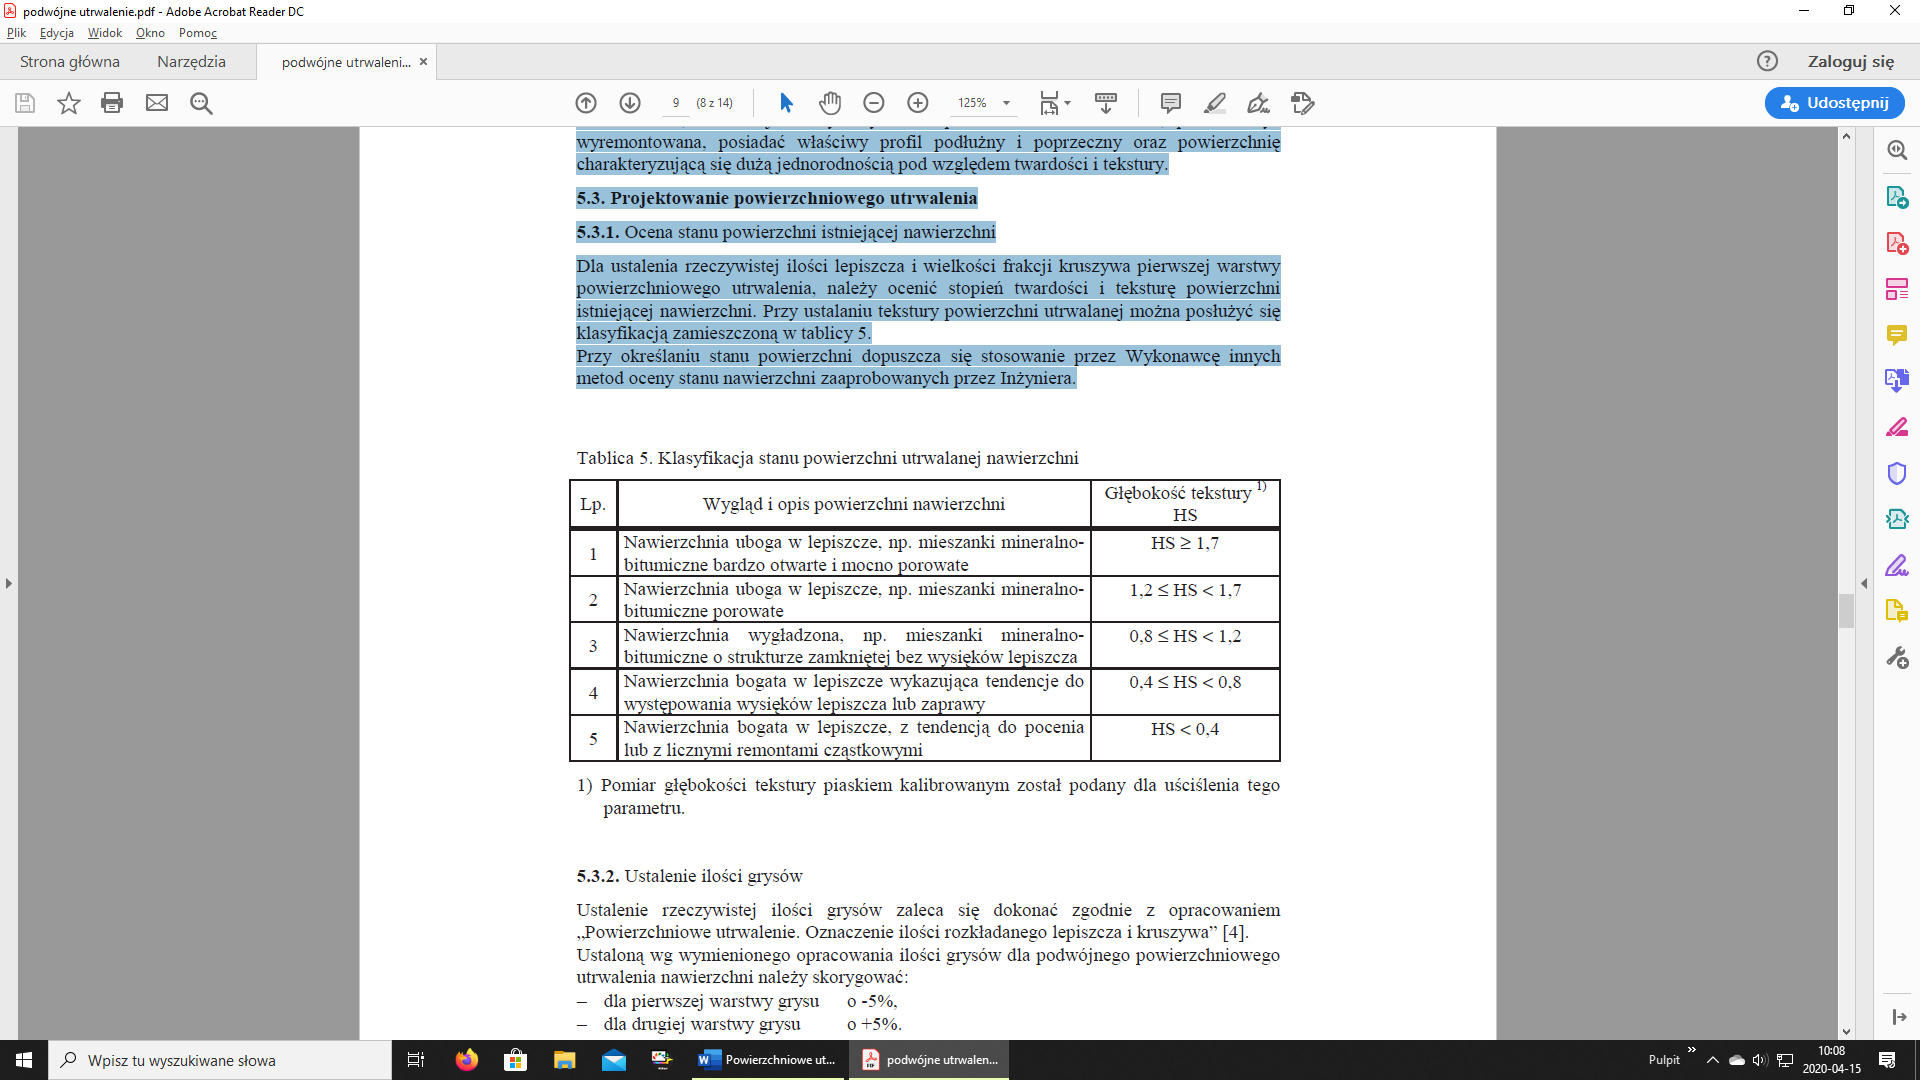 podwójne utrwalenie.pdf - Adobe Acrobat Reader DC
Plik Edycja Widok Okno Pomoc
Strona główna Narzędzia podwójne utrwaleni... × Zaloguj się
9 (8 z 14) 125% Udostępnij
wyremontowana, posiadać właściwy profil podłużny i poprzeczny oraz powierzchnię
charakteryzującą się dużą jednorodnością pod względem twardości i tekstury.
5.3. Projektowanie powierzchniowego utrwalenia
5.3.1. Ocena stanu powierzchni istniejącej nawierzchni
Dla ustalenia rzeczywistej ilości lepiszcza i wielkości frakcji kruszywa pierwszej warstwy
powierzchniowego utrwalenia, należy ocenić stopień twardości i teksturę powierzchni
istniejącej nawierzchni. Przy ustalaniu tekstury powierzchni utrwalanej można posłużyć się
klasyfikacją zamieszczoną w tablicy 5.
Przy określaniu stanu powierzchni dopuszcza się stosowanie przez Wykonawcę innych
metod oceny stanu nawierzchni zaaprobowanych przez Inżyniera.
Tablica 5. Klasyfikacja stanu powierzchni utrwalanej nawierzchni
Lp. Wygląd i opis powierzchni nawierzchni Głębokość tekstury 1)
HS
1 Nawierzchnia uboga w lepiszcze, np. mieszanki mineralno- HS ≥ 1,7
bitumiczne bardzo otwarte i mocno porowate
2 Nawierzchnia uboga w lepiszcze, np. mieszanki mineralno- 1,2 ≤ HS < 1,7
bitumiczne porowate
3 Nawierzchnia wygładzona, np. mieszanki mineralno- 0,8 ≤ HS < 1,2
bitumiczne o strukturze zamkniętej bez wysięków lepiszcza
4 Nawierzchnia bogata w lepiszcze wykazująca tendencje do 0,4 ≤ HS < 0,8
występowania wysięków lepiszcza lub zaprawy
5 Nawierzchnia bogata w lepiszcze, z tendencją do pocenia HS < 0,4
lub z licznymi remontami cząstkowymi
1) Pomiar głębokości tekstury piaskiem kalibrowanym został podany dla uściślenia tego
parametru.
5.3.2. Ustalenie ilości grysów
Ustalenie rzeczywistej ilości grysów zaleca się dokonać zgodnie z opracowaniem
„Powierzchniowe utrwalenie. Oznaczenie ilości rozkładanego lepiszcza i kruszywa” [4].
Ustaloną wg wymienionego opracowania ilości grysów dla podwójnego powierzchniowego
utrwalenia nawierzchni należy skorygować:
– dla pierwszej warstwy grysu o -5%,
– dla drugiej warstwy grysu o +5%.
Wpisz tu wyszukiwane słowa Powierzchniowe ut... podwójne utrwalen... Pulpit 10:08
2020-04-15